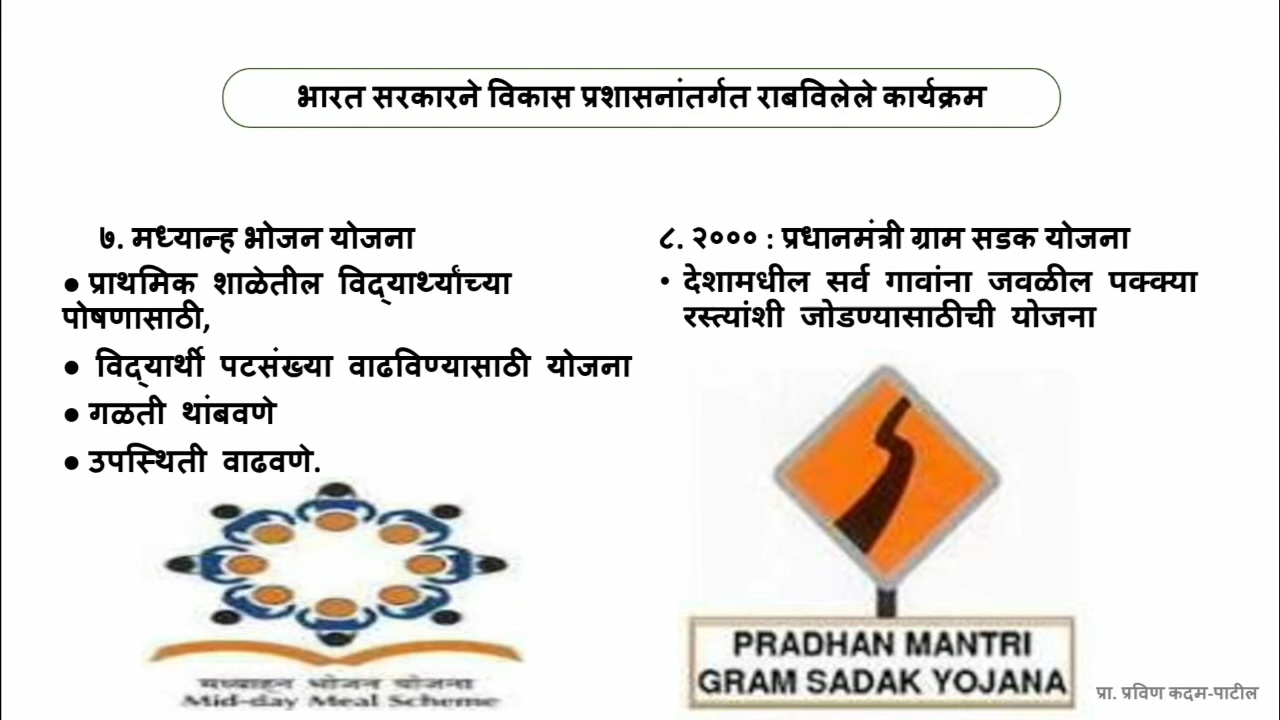 भारत सरकारने विकास प्रशासनांतर्गत राबविलेले कार्यक्रम
७. मध्यान्ह भोजन योजना
● प्राथमिक शाळेतील विद्यार्थ्यांच्या
पोषणासाठी,
● विद्यार्थी पटसंख्या वाढविण्यासाठी योजना
● गळती थांबवणे
● उपस्थिती वाढवणे.
मध्याहन भोजन योजना
Mid-day Meal Scheme
८. २००० : प्रधानमंत्री ग्राम सडक योजना
• देशामधील सर्व गावांना जवळील पक्क्या
रस्त्यांशी जोडण्यासाठीची योजना
PRADHAN MANTRI
GRAM SADAK YOJANA
प्रा. प्रविण कदम-पाटील